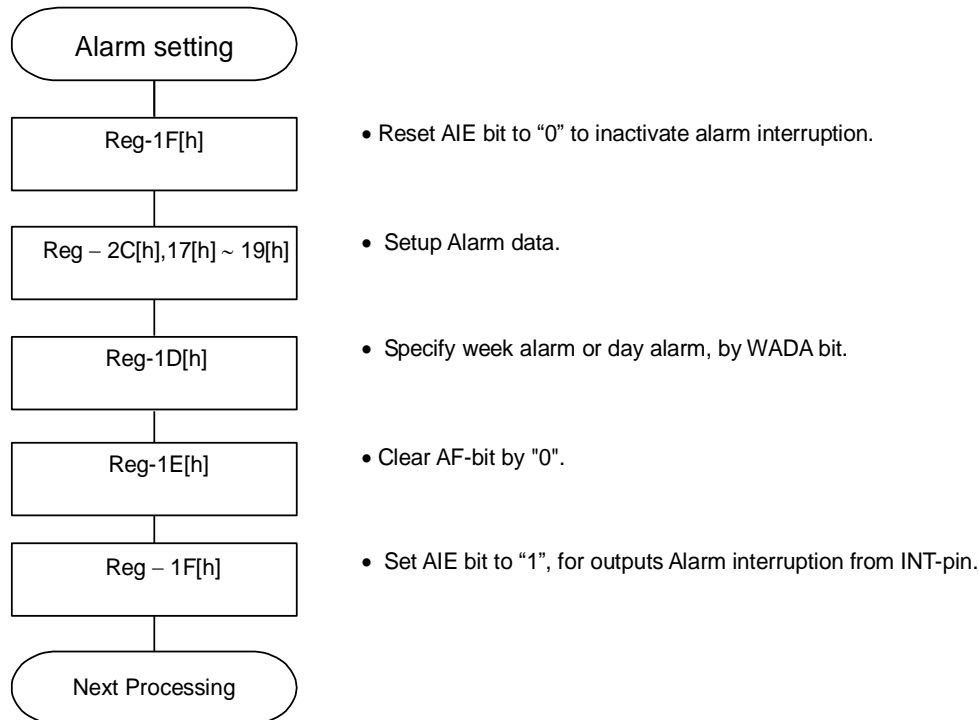 Alarm setting
Reg-1F[h]
• Reset AIE bit to “0” to inactivate alarm interruption.
Reg – 2C[h],17[h] ~ 19[h]
• Setup Alarm data.
Reg-1D[h]
• Specify week alarm or day alarm, by WADA bit.
Reg-1E[h]
• Clear AF-bit by "0".
Reg – 1F[h]
• Set AIE bit to “1”, for outputs Alarm interruption from INT-pin.
Next Processing